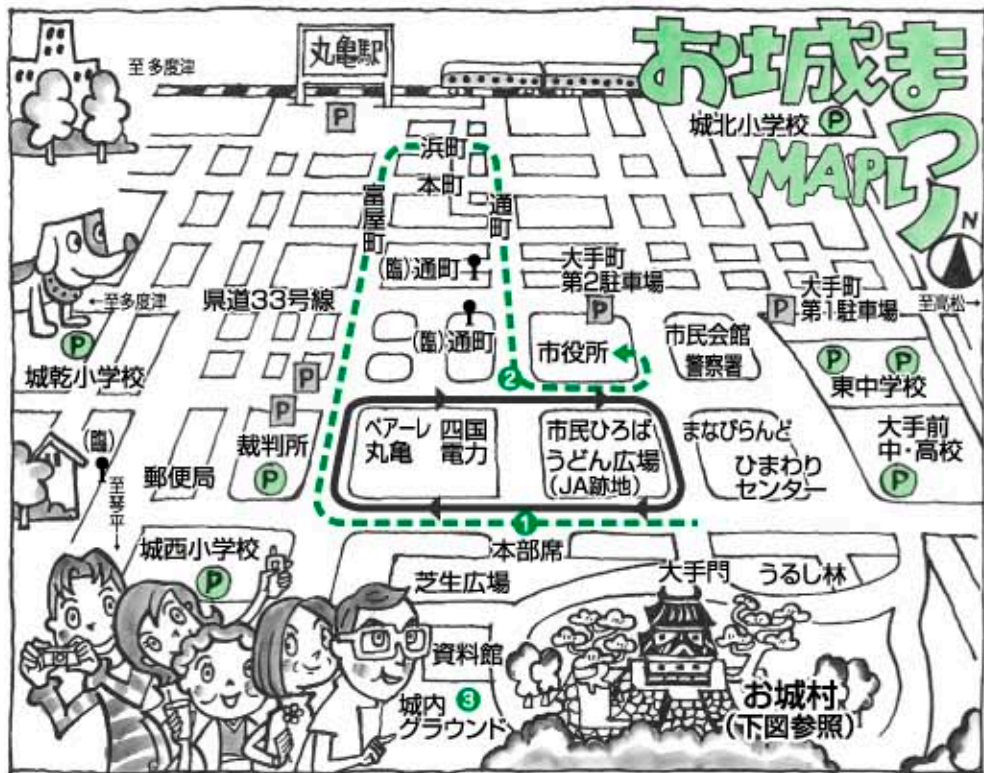 お城まつり
MAP
丸亀駅
至 多度津
P
城北小学校 P
浜町
本町
富屋町
通町
N
(臨)通町
大手町
第2駐車場
P
県道33号線
←至多度津
P
大手町
第1駐車場
至高松→
(臨)通町
市役所
市民会館
警察署
P
城乾小学校
P
P P
東中学校
2
(臨)
至琴平→
郵便局
P
裁判所
P
ペアーレ
丸亀
四国
電力
市民ひろば
うどん広場
(JA跡地)
まなびらんど
ひまわり
センター
大手前
中・高校
P
1
城西小学校
P
本部席
芝生広場
大手門
うるし林
資料館
城内
グラウンド
3
お城村
(下図参照)